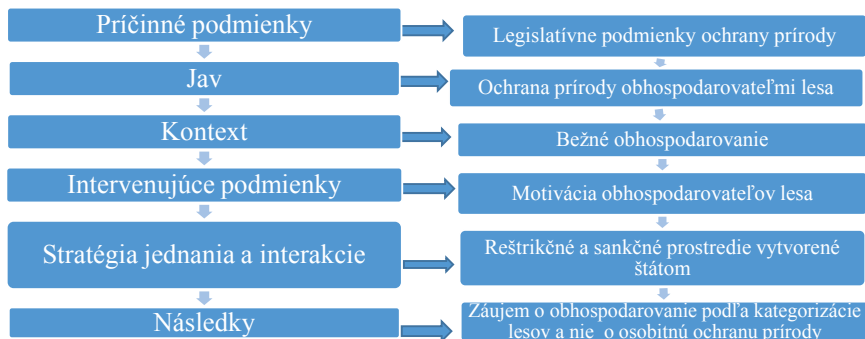 Príčinné podmienky
Legislatívne podmienky ochrany prírody
Jav
Ochrana prírody obhospodarovateľmi lesa
Kontext
Bežné obhospodarovanie
Intervenujúce podmienky
Motivácia obhospodarovateľov lesa
Stratégia jednania a interakcie
Reštrikčné a sankčné prostredie vytvorené
štátom
Následky
Záujem o obhospodarovanie podľa kategorizácie
lesov a nie o osobitnú ochranu prírody